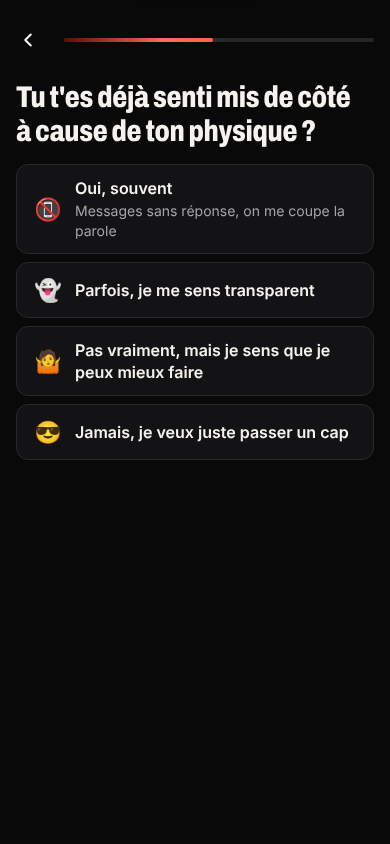 Tu t'es déjà senti mis de côté
à cause de ton physique ?
Oui, souvent
Messages sans réponse, on me coupe la
parole
Parfois, je me sens transparent
Pas vraiment, mais je sens que je
peux mieux faire
Jamais, je veux juste passer un cap